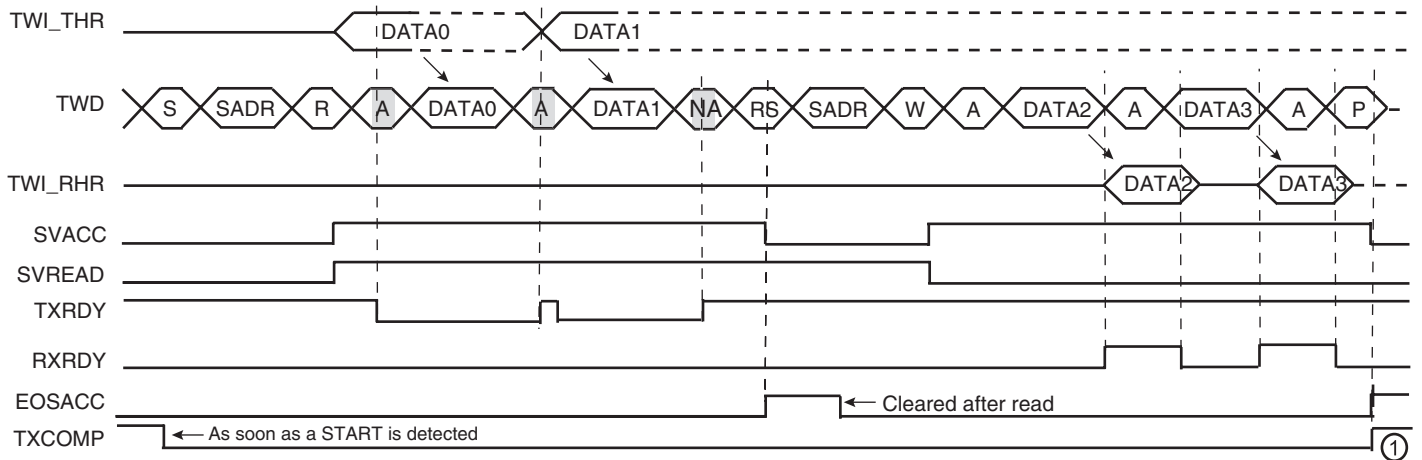 TWI_THR DATA0 DATA1
TWD S SADR R A DATA0 A DATA1 NA RS SADR W A DATA2 A DATA3 A P
TWI_RHR DATA2 DATA3
SVACC
SVREAD
TXRDY
RXRDY
EOSACC Cleared after read
TXCOMP As soon as a START is detected 1